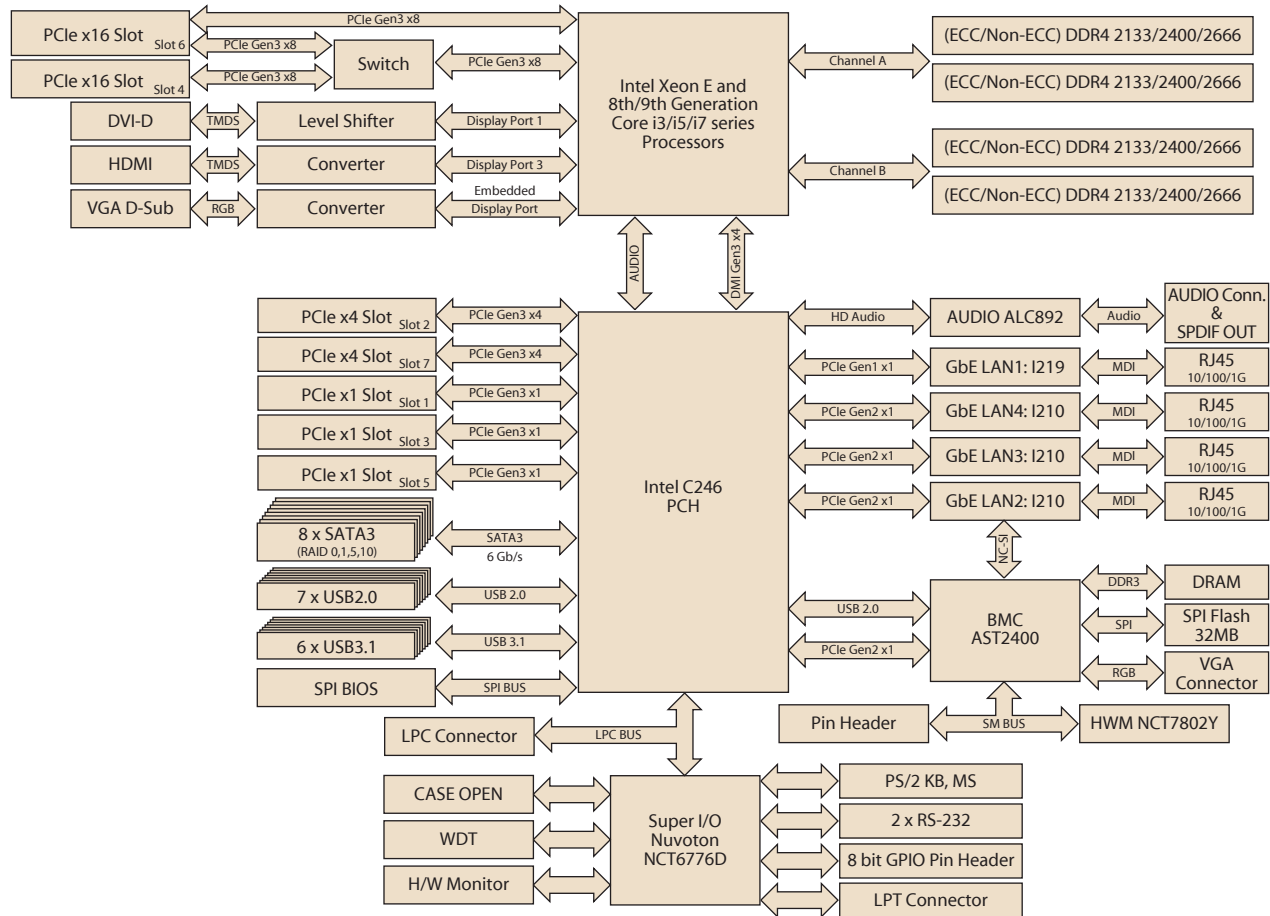 PCIe x16 Slot
Slot 6
PCIe Gen3 x8
PCIe Gen3 x8
PCIe x16 Slot
Slot 4
PCIe Gen3 x8
Switch
PCIe Gen3 x8
DVI-D
TMDS
Level Shifter
Display Port 1
HDMI
TMDS
Converter
Display Port 3
VGA D-Sub
RGB
Converter
Embedded
Display Port
Intel Xeon E and
8th/9th Generation
Core i3/i5/i7 series
Processors
Channel A
(ECC/Non-ECC) DDR4 2133/2400/2666
(ECC/Non-ECC) DDR4 2133/2400/2666
Channel B
(ECC/Non-ECC) DDR4 2133/2400/2666
(ECC/Non-ECC) DDR4 2133/2400/2666
AUDIO
DMI Gen3 x4
PCIe x4 Slot
Slot 2
PCIe Gen3 x4
PCIe x4 Slot
Slot 7
PCIe Gen3 x4
PCIe x1 Slot
Slot 1
PCIe Gen3 x1
PCIe x1 Slot
Slot 3
PCIe Gen3 x1
PCIe x1 Slot
Slot 5
PCIe Gen3 x1
8 x SATA3
(RAID 0,1,5,10)
SATA3
6 Gb/s
7 x USB2.0
USB 2.0
6 x USB3.1
USB 3.1
SPI BIOS
SPI BUS
Intel C246
PCH
HD Audio
AUDIO ALC892
Audio
AUDIO Conn.
&
SPDIF OUT
PCIe Gen1 x1
GbE LAN1: I219
MDI
RJ45
10/100/1G
PCIe Gen2 x1
GbE LAN4: I210
MDI
RJ45
10/100/1G
PCIe Gen2 x1
GbE LAN3: I210
MDI
RJ45
10/100/1G
PCIe Gen2 x1
GbE LAN2: I210
MDI
RJ45
10/100/1G
NC-SI
USB 2.0
PCIe Gen2 x1
BMC
AST2400
DDR3
DRAM
SPI
SPI Flash
32MB
RGB
VGA
Connector
Pin Header
SM BUS
HWM NCT7802Y
LPC Connector
LPC BUS
CASE OPEN
WDT
H/W Monitor
Super I/O
Nuvoton
NCT6776D
PS/2 KB, MS
2 x RS-232
8 bit GPIO Pin Header
LPT Connector